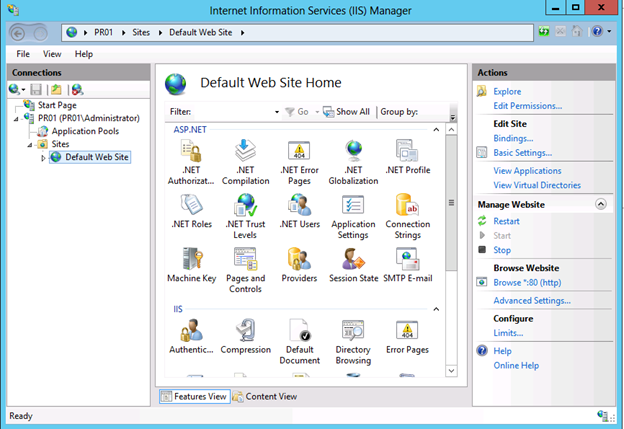 Internet Information Services (IIS) Manager
PR01 Sites Default Web Site
File View Help
Connections
Start Page
PR01 (PR01\Administrator)
Application Pools
Sites
Default Web Site
Default Web Site Home
Filter: Go Show All Group by:
ASP.NET
.NET Authorizat...
.NET Compilation
.NET Error Pages
.NET Globalization
.NET Profile
.NET Roles
.NET Trust Levels
.NET Users
Application Settings
Connection Strings
Machine Key
Pages and Controls
Providers
Session State
SMTP E-mail
IIS
Authentic...
Compression
Default Document
Directory Browsing
Error Pages
Features View
Content View
Actions
Explore
Edit Permissions...
Edit Site
Bindings...
Basic Settings...
View Applications
View Virtual Directories
Manage Website
Restart
Start
Stop
Browse Website
Browse *:80 (http)
Advanced Settings...
Configure
Limits...
Help
Online Help
Ready